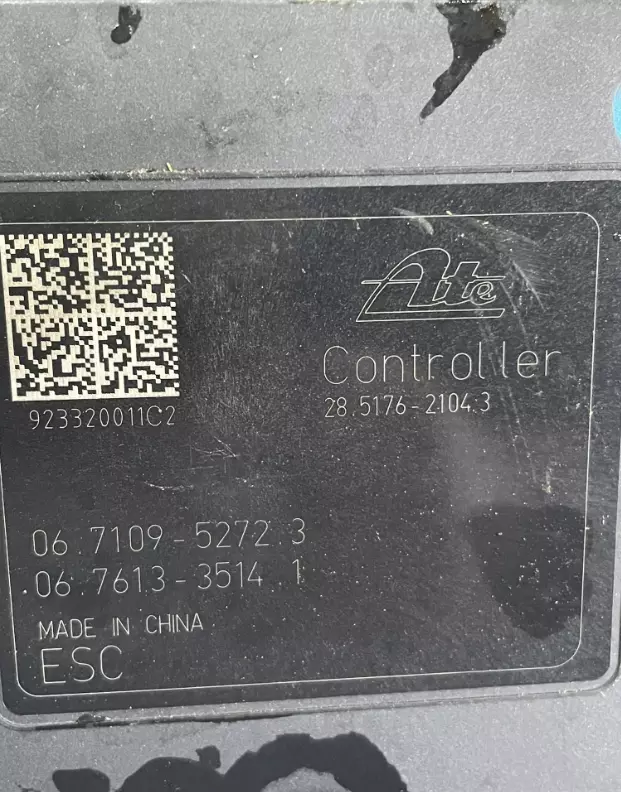 Ate
Controller
28.5176-2104.3
923320011C2
06.7109-5272.3
06.7613-3514.1
MADE IN CHINA
ESC